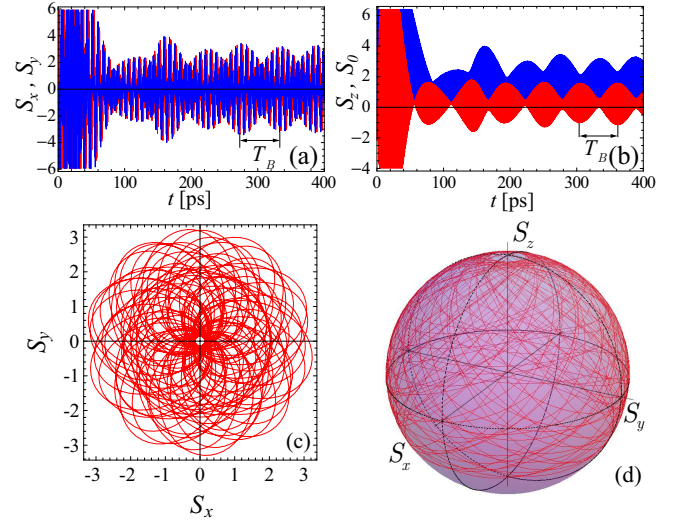 S_x , S_y
6
4
2
0
−2
−4
−6
0 100 200 300 400
t [ps]
T_B
(a)
S_z , S_0
6
4
2
0
−2
−4
0 100 200 300 400
t [ps]
T_B
(b)
S_y
3
2
1
0
-1
-2
-3
-3 -2 -1 0 1 2 3
S_x
(c)
S_z
S_y
S_x
(d)